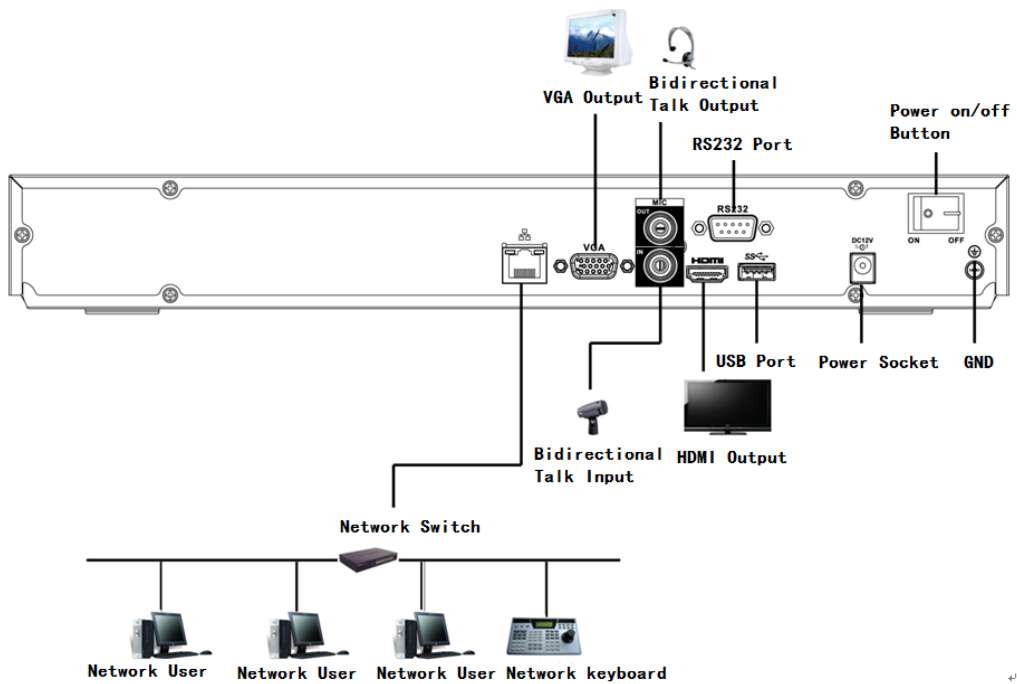 VGA Output
Bidirectional
Talk Output
RS232 Port
Power on/off
Button
MIC
OUT
RS232
VGA
IN
HDMI
SS
DC12V
ON OFF
USB Port
Power Socket
GND
Bidirectional
Talk Input
HDMI Output
Network Switch
Network User
Network User
Network User
Network keyboard